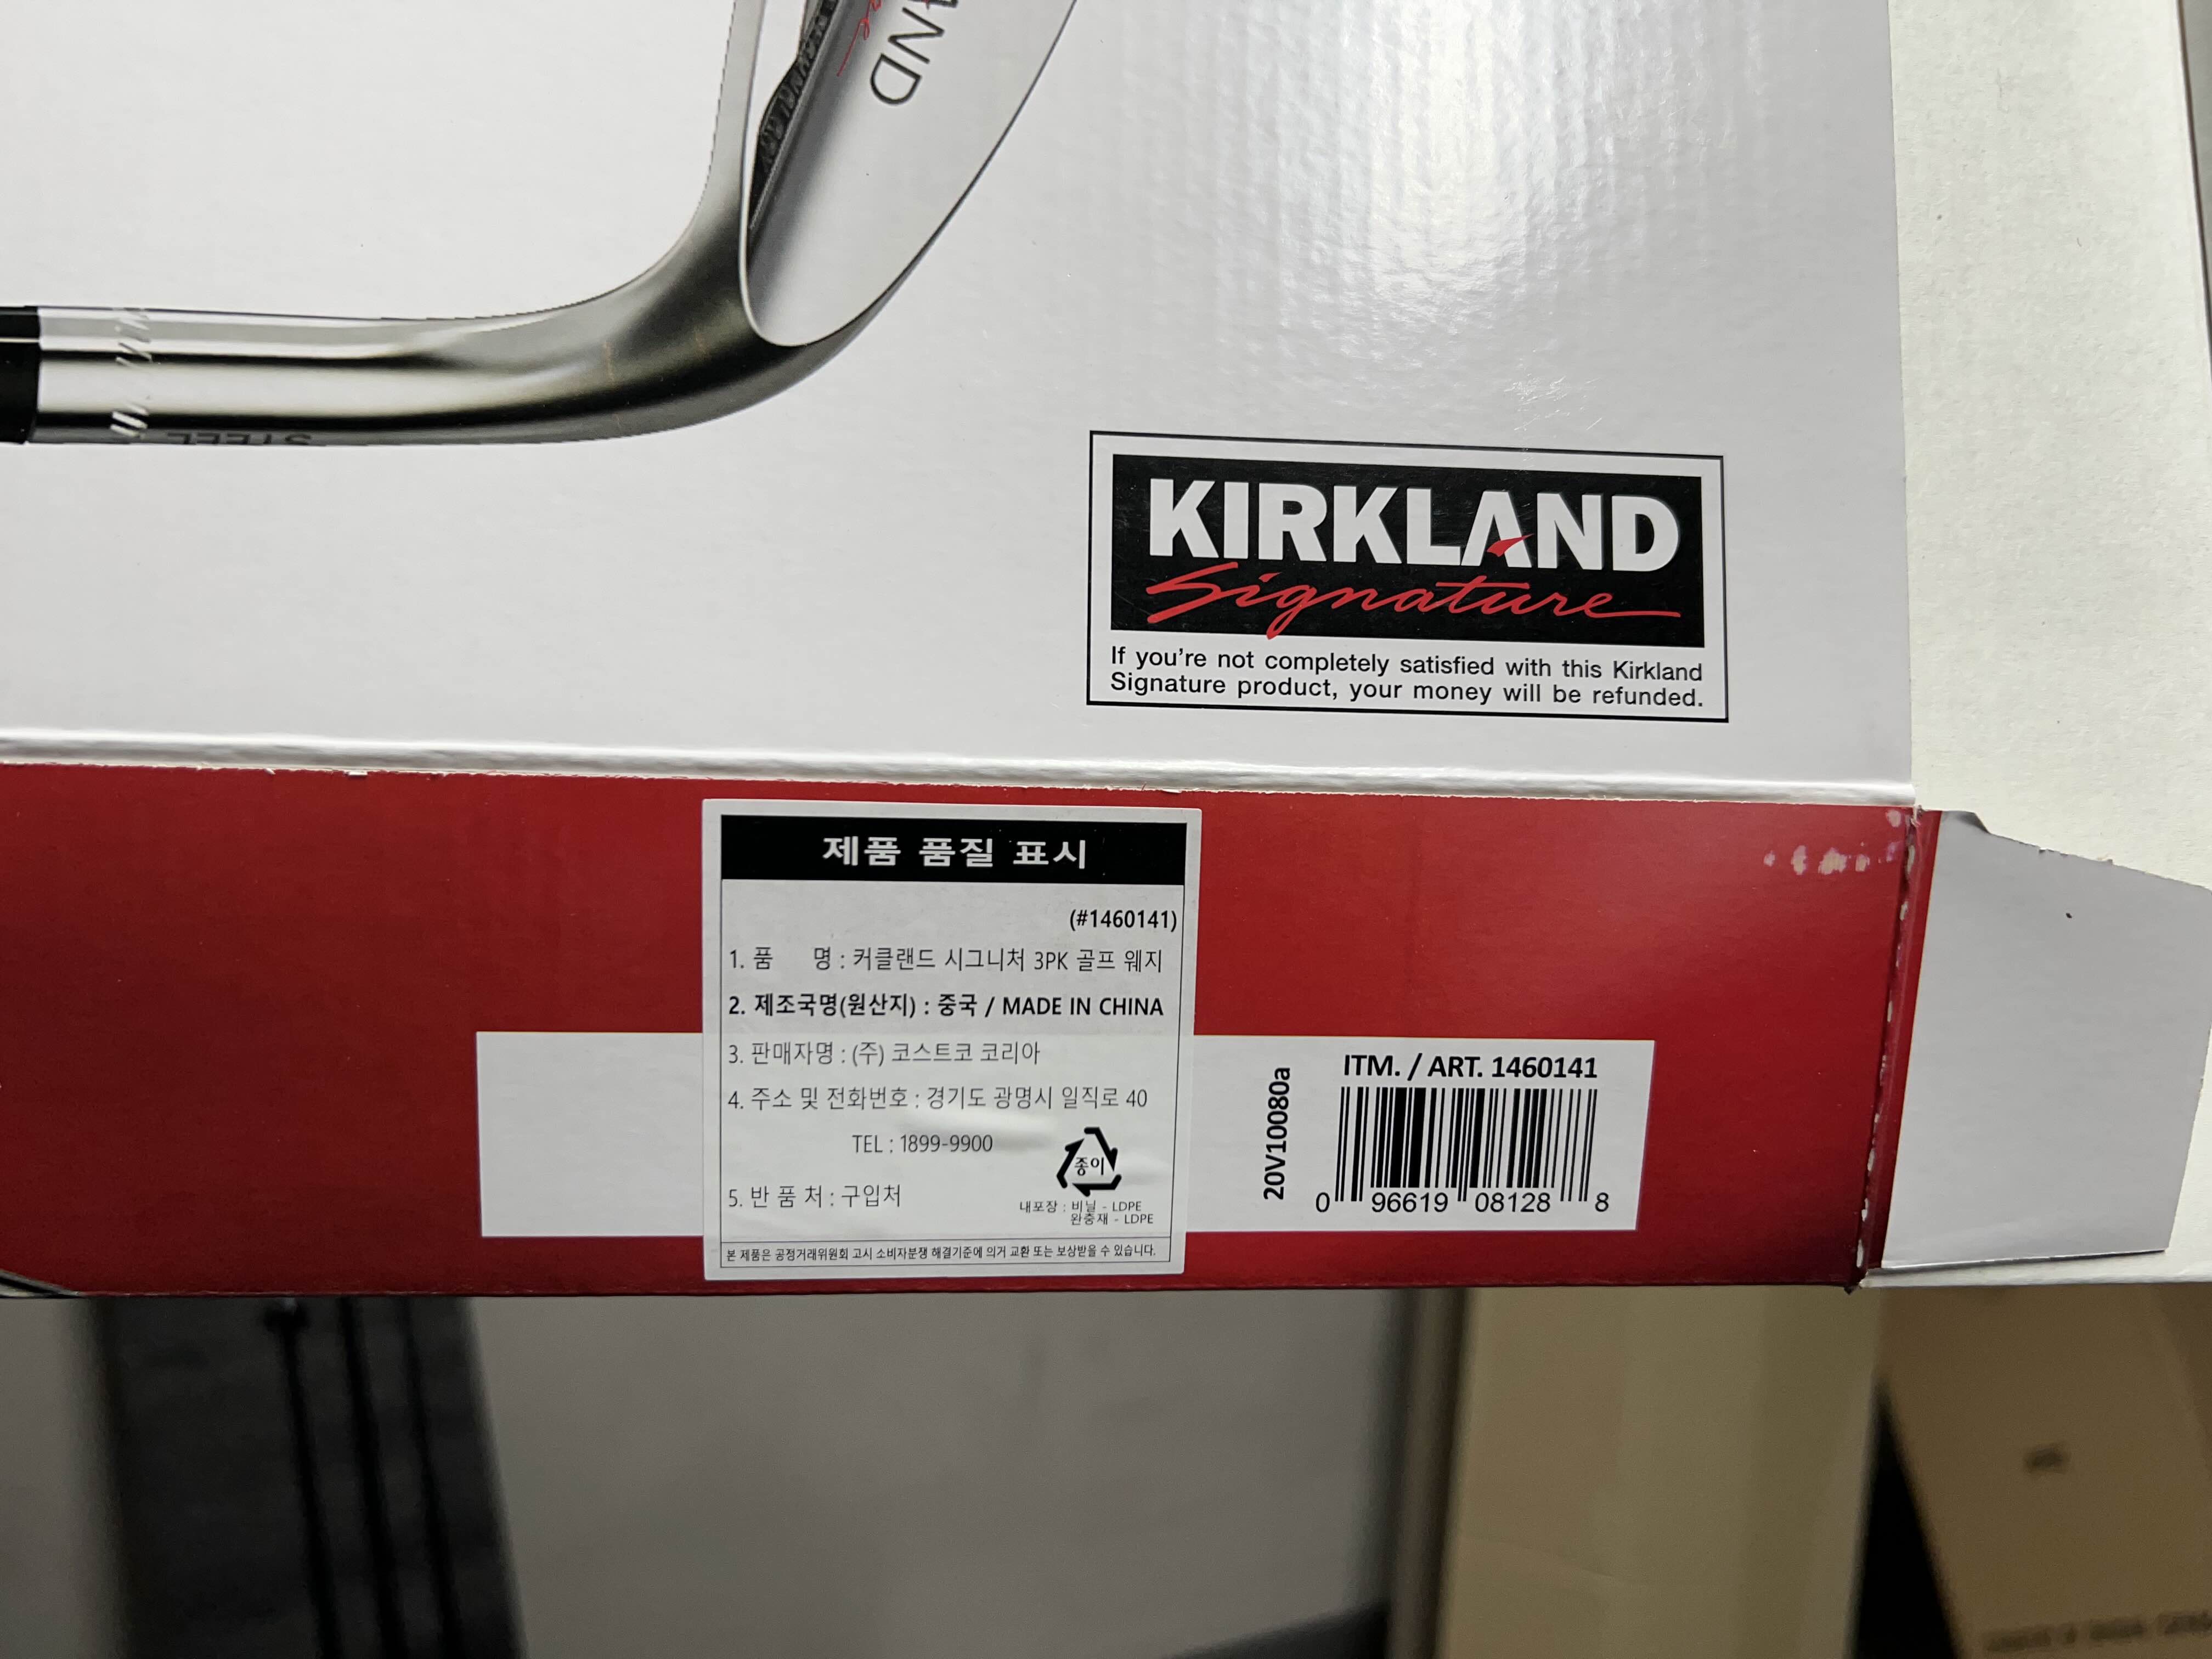 AND
STEEL
KIRKLAND
Signature
If you're not completely satisfied with this Kirkland
Signature product, your money will be refunded.
제품 품질 표시
(#1460141)
1. 품 명 : 커클랜드 시그니처 3PK 골프 웨지
2. 제조국명(원산지) : 중국 / MADE IN CHINA
3. 판매자명 : (주) 코스트코 코리아
4. 주소 및 전화번호 : 경기도 광명시 일직로 40
TEL : 1899-9900
종이
5. 반 품 처 : 구입처
내포장 : 비닐 - LDPE
완충재 - LDPE
본 제품은 공정거래위원회 고시 소비자분쟁 해결기준에 의거 교환 또는 보상받을 수 있습니다.
20V10080a
ITM. / ART. 1460141
0 96619 08128 8